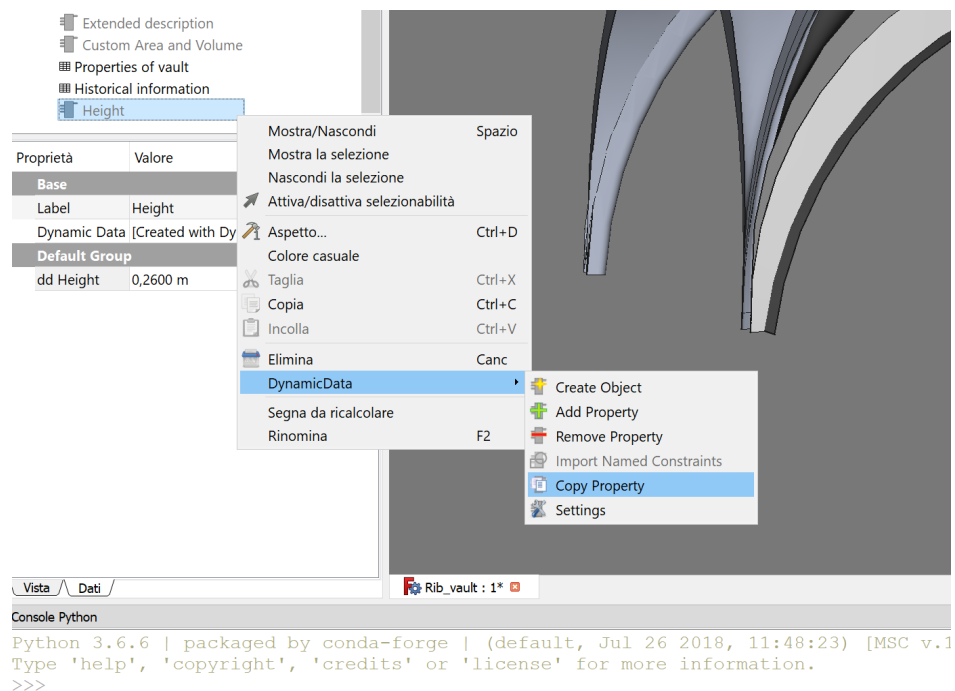 Extended description
Custom Area and Volume
Properties of vault
Historical information
Height
Proprietà Valore
Base
Label Height
Dynamic Data [Created with Dy
Default Group
dd Height 0,2600 m
Mostra/Nascondi Spazio
Mostra la selezione
Nascondi la selezione
Attiva/disattiva selezionabilità
Aspetto... Ctrl+D
Colore casuale
Taglia Ctrl+X
Copia Ctrl+C
Incolla Ctrl+V
Elimina Canc
DynamicData
Segna da ricalcolare
Rinomina F2
Create Object
Add Property
Remove Property
Import Named Constraints
Copy Property
Settings
Vista Dati
Rib_vault : 1*
Console Python
Python 3.6.6 | packaged by conda-forge | (default, Jul 26 2018, 11:48:23) [MSC v.1
Type 'help', 'copyright', 'credits' or 'license' for more information.
>>>